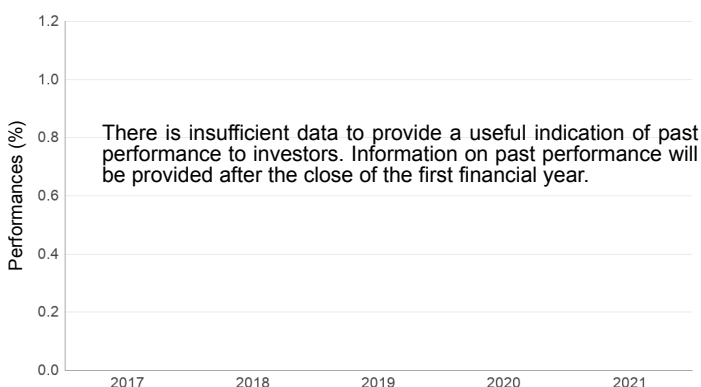 1.2
1.0
Performances (%)
0.8
There is insufficient data to provide a useful indication of past
performance to investors. Information on past performance will
be provided after the close of the first financial year.
0.6
0.4
0.2
0.0
2017 2018 2019 2020 2021